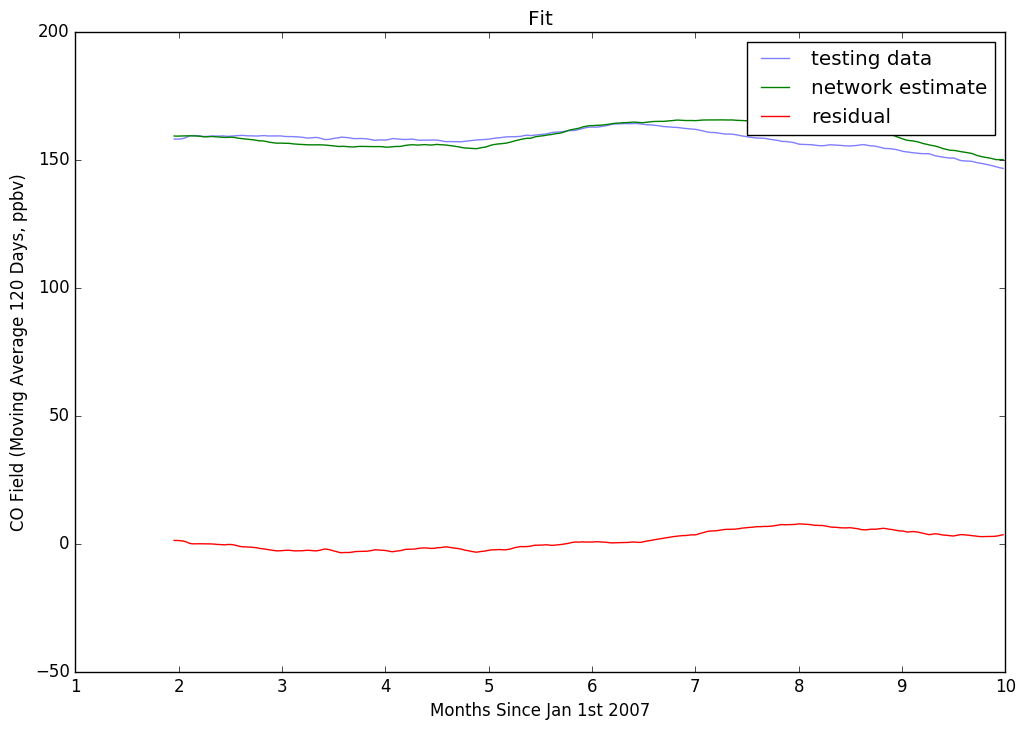 Fit
200
150
100
50
0
−50
CO Field (Moving Average 120 Days, ppbv)
testing data
network estimate
residual
1 2 3 4 5 6 7 8 9 10
Months Since Jan 1st 2007